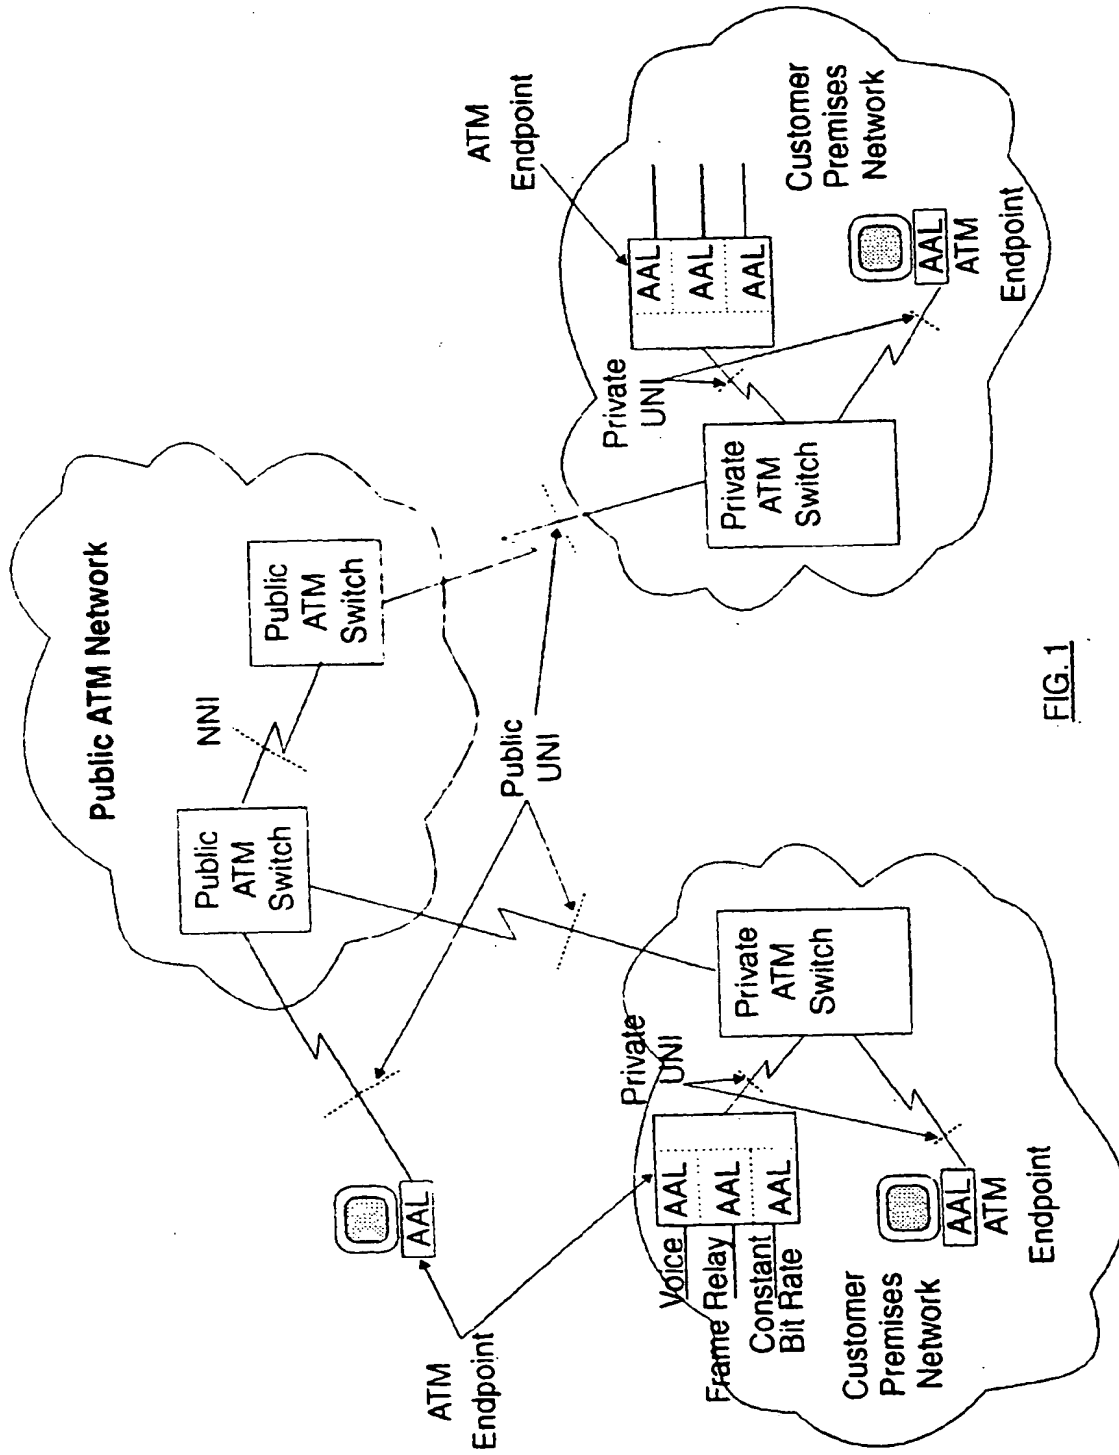 Public ATM Network
NNI
Public
ATM
Switch
Public
ATM
Switch
AAL
ATM
Endpoint
Public
UNI
ATM
Endpoint
Private
UNI
Voice
AAL
Frame Relay
AAL
Constant
Bit Rate
AAL
Private
ATM
Switch
Customer
Premises
Network
AAL
ATM
Endpoint
Private
UNI
AAL
AAL
AAL
Private
ATM
Switch
Customer
Premises
Network
AAL
ATM
Endpoint
FIG.1